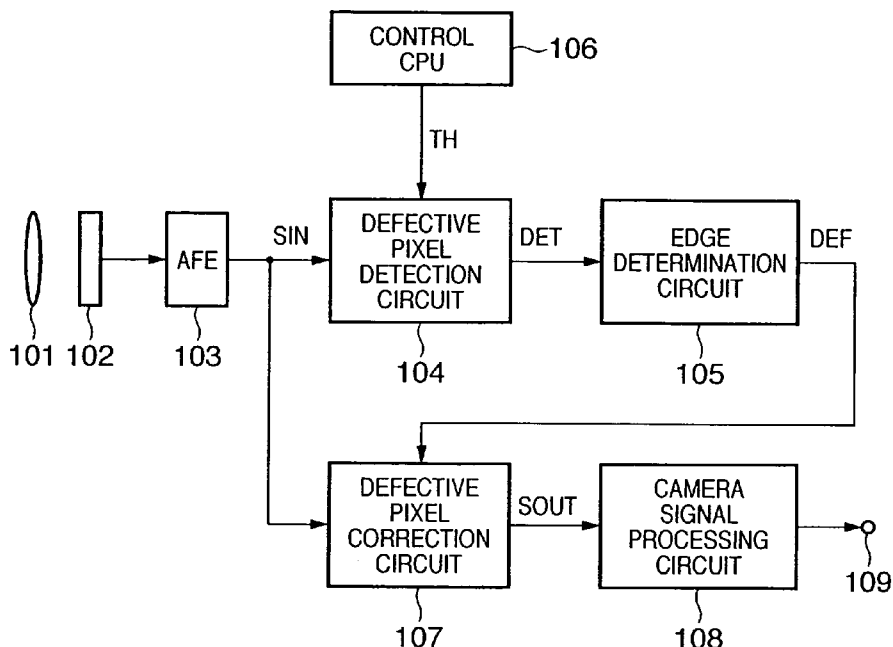 CONTROL
CPU
106
TH
SIN
AFE
DEFECTIVE
PIXEL
DETECTION
CIRCUIT
DET
EDGE
DETERMINATION
CIRCUIT
DEF
101
102
103
104
105
DEFECTIVE
PIXEL
CORRECTION
CIRCUIT
SOUT
CAMERA
SIGNAL
PROCESSING
CIRCUIT
109
107
108